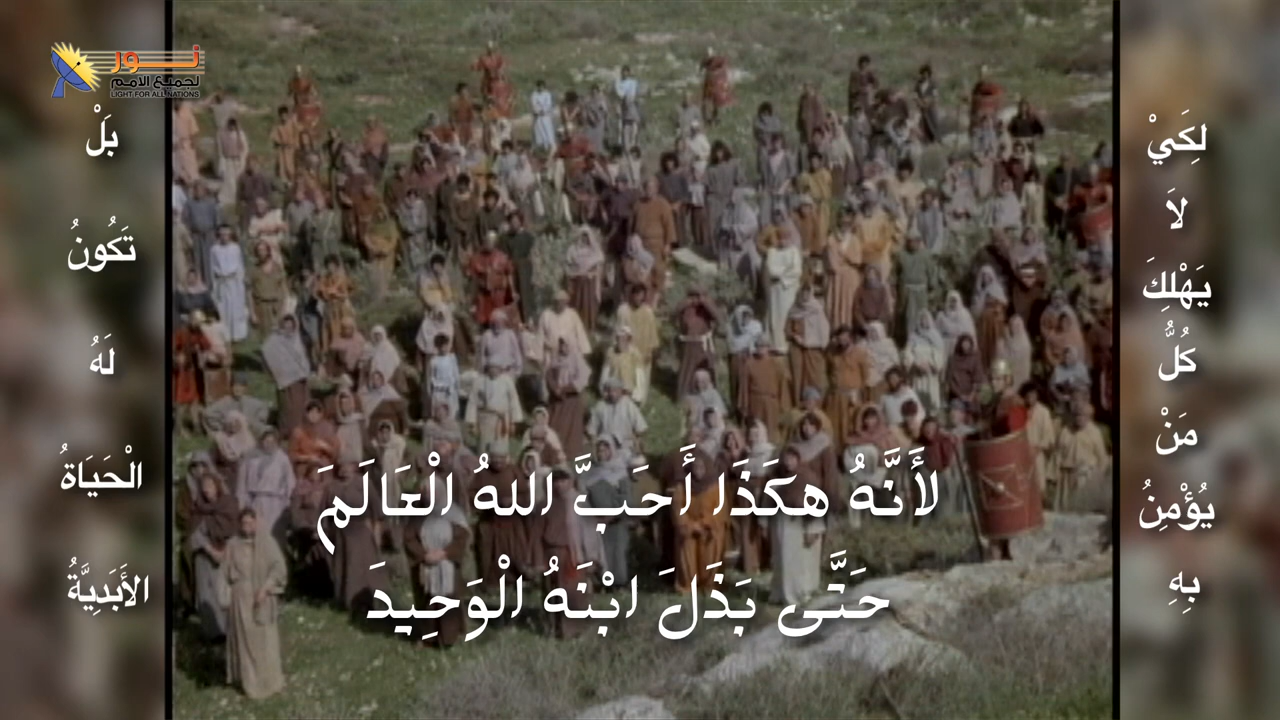 نور
لجميع الامم
LIGHT FOR ALL NATIONS
لأَنَّهُ هكَذَا أَحَبَّ اللهُ الْعَالَمَ
حَتَّى بَذَلَ ابْنَهُ الْوَحِيدَ
لِكَيْ
لاَ
يَهْلِكَ
كُلُّ
مَنْ
يُؤْمِنُ
بِهِ
بَلْ
تَكُونُ
لَهُ
الْحَيَاةُ
الأَبَدِيَّةُ